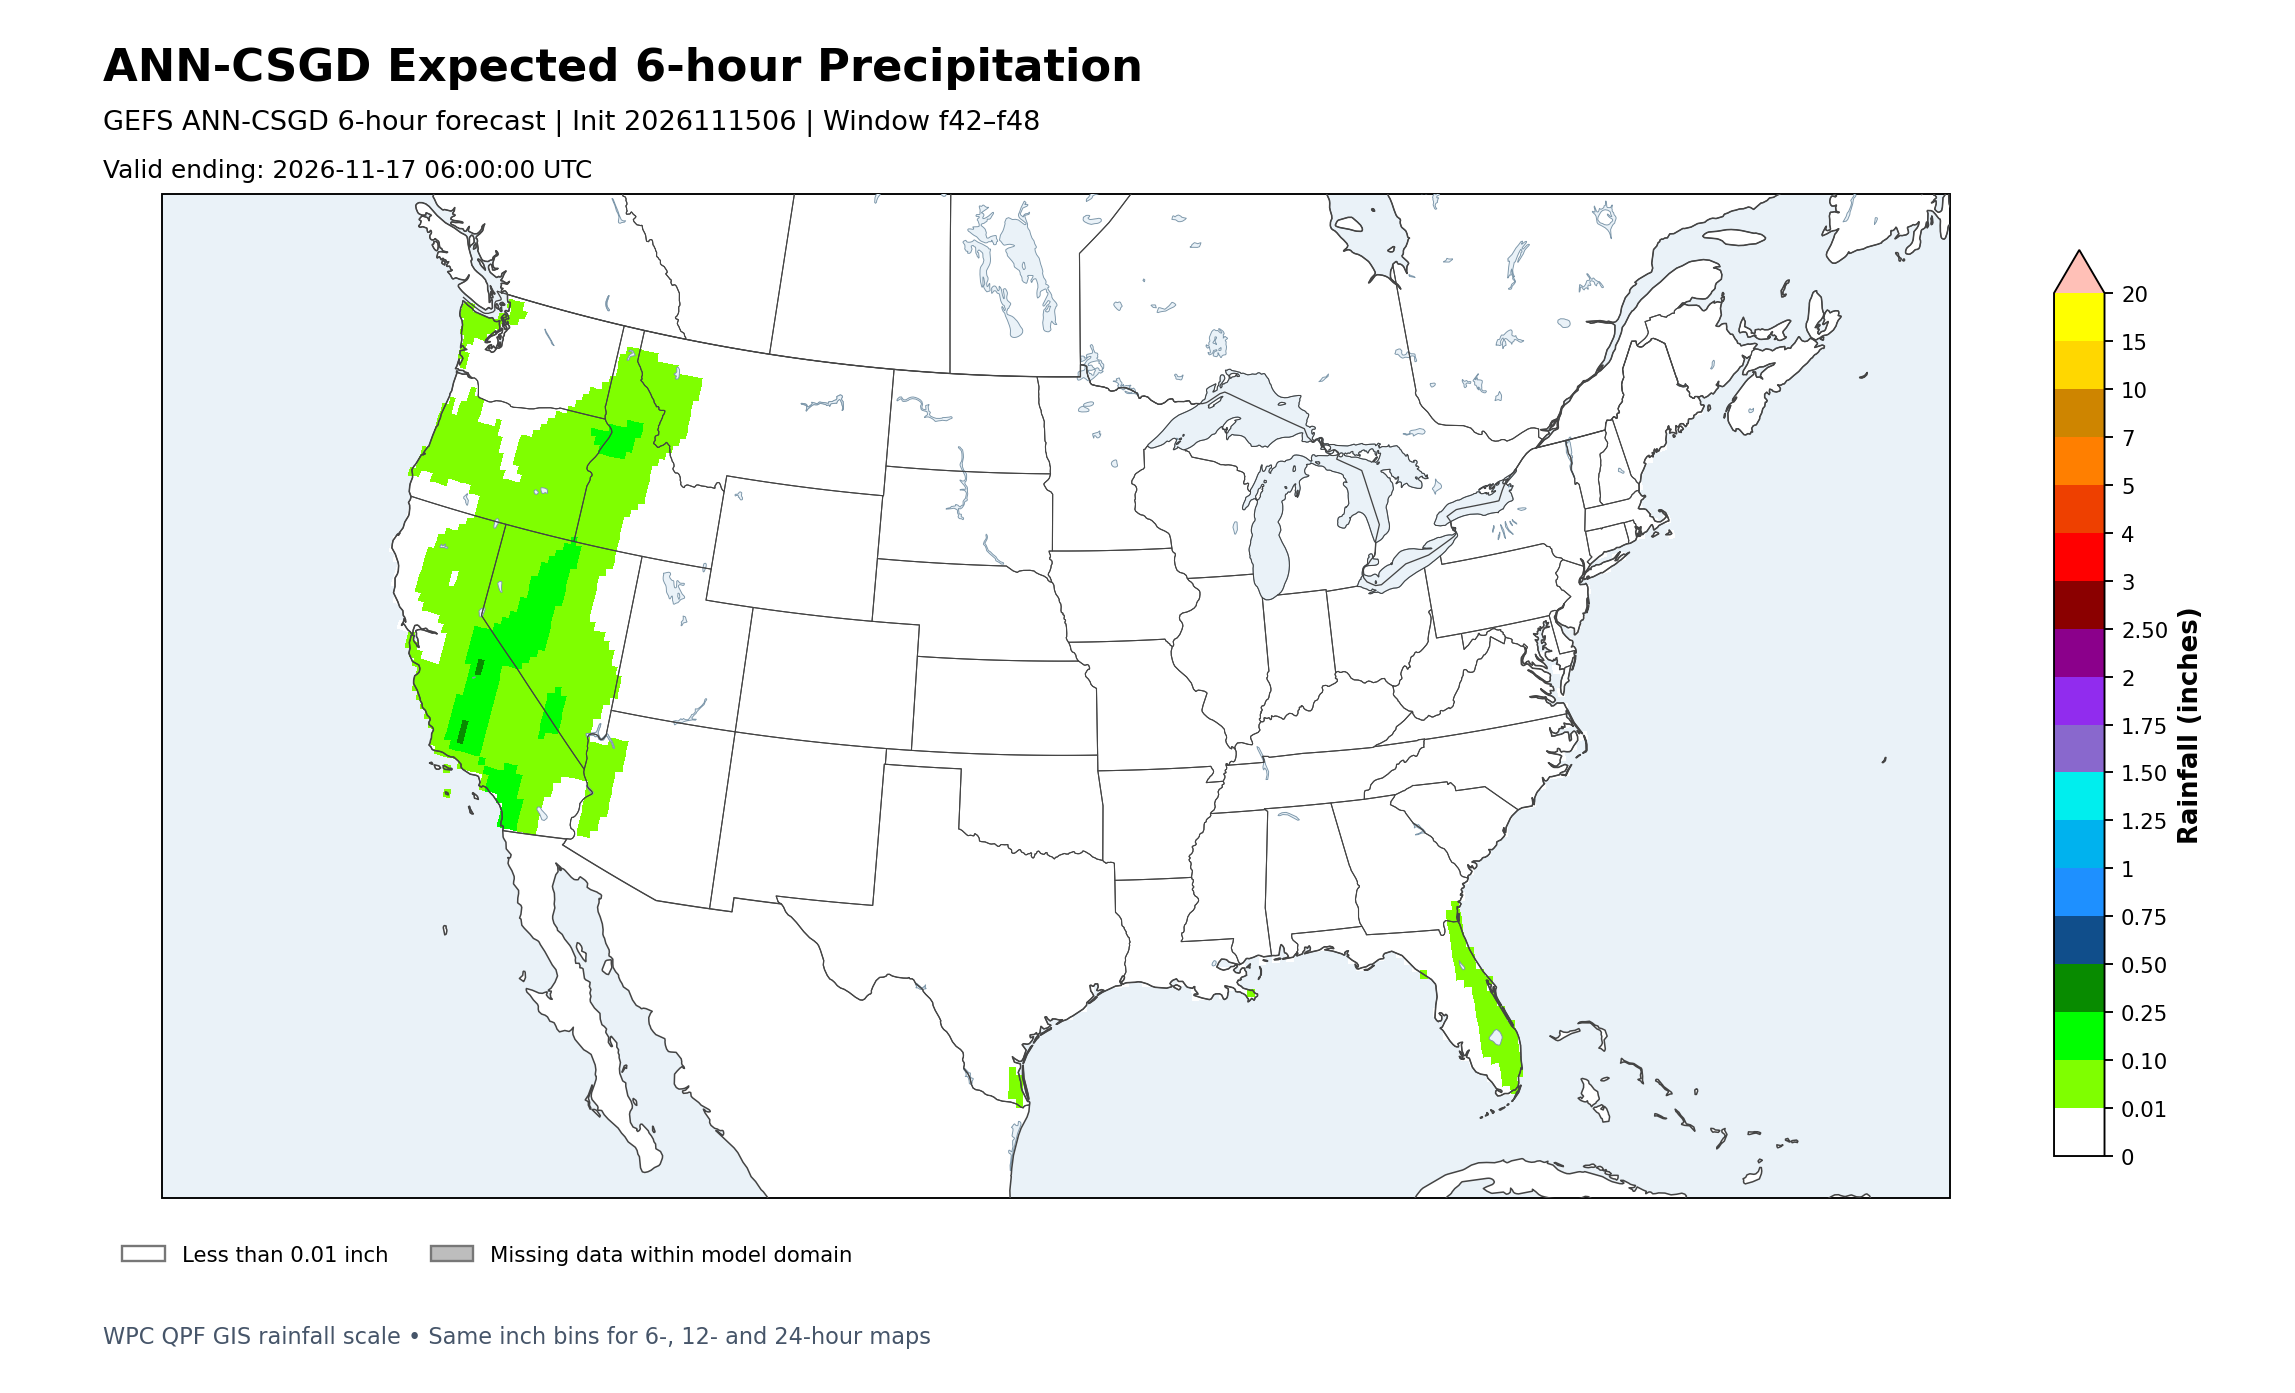 ANN-CSGD Expected 6-hour Precipitation
GEFS ANN-CSGD 6-hour forecast | Init 2026111506 | Window f42–f48
Valid ending: 2026-11-17 06:00:00 UTC
20
15
10
7
5
4
3
2.50
2
1.75
1.50
1.25
1
0.75
0.50
0.25
0.10
0.01
0
Rainfall (inches)
Less than 0.01 inch
Missing data within model domain
WPC QPF GIS rainfall scale • Same inch bins for 6-, 12- and 24-hour maps